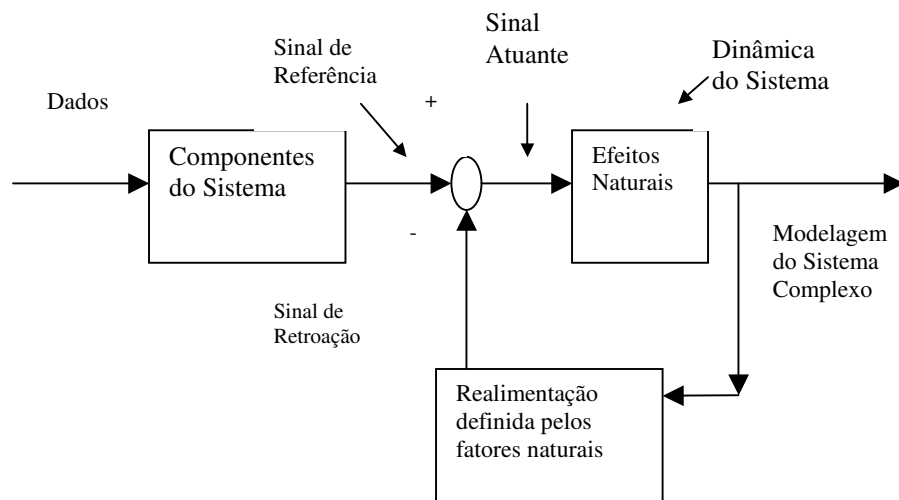 Dados
Sinal de
Referência
+
Sinal
Atuante
Dinâmica
do Sistema
Componentes
do Sistema
Efeitos
Naturais
-
Modelagem
do Sistema
Complexo
Sinal de
Retroação
Realimentação
definida pelos
fatores naturais